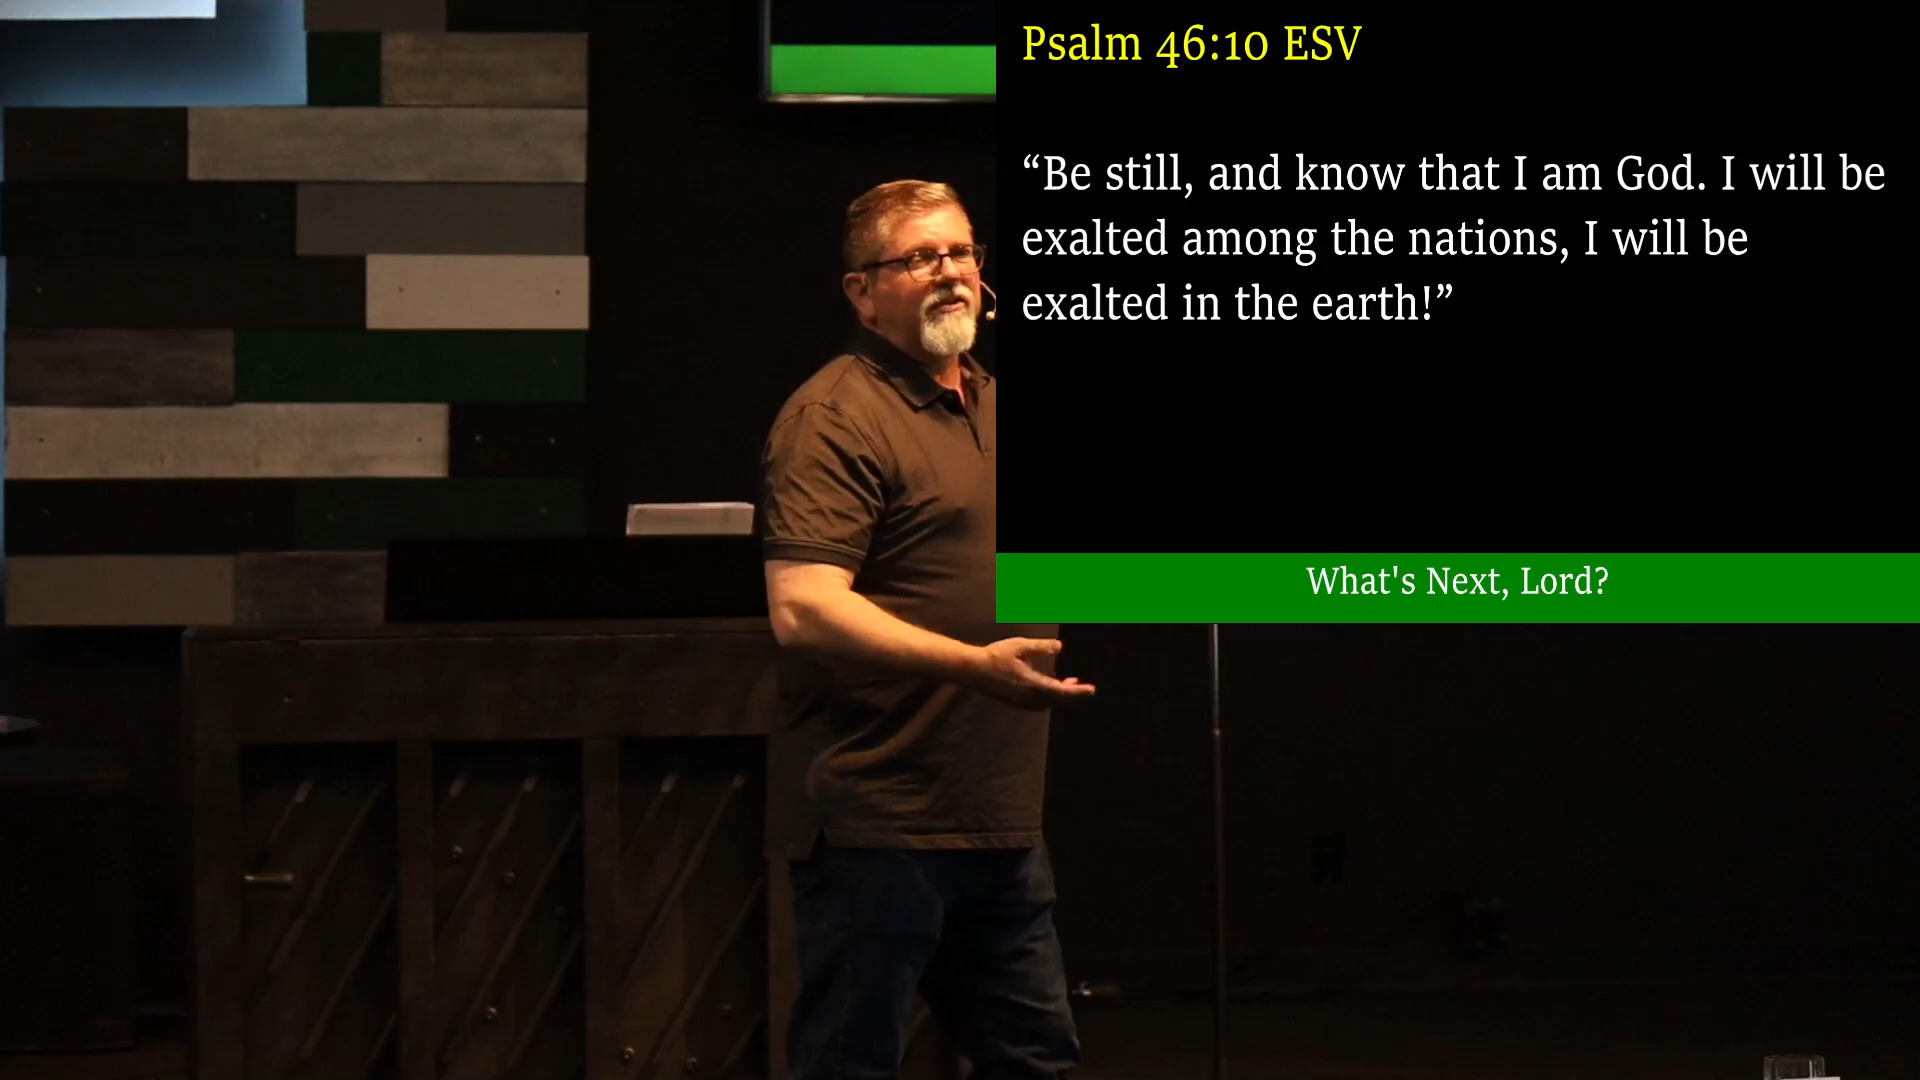 Psalm 46:10 ESV
“Be still, and know that I am God. I will be
exalted among the nations, I will be
exalted in the earth!”
What's Next, Lord?